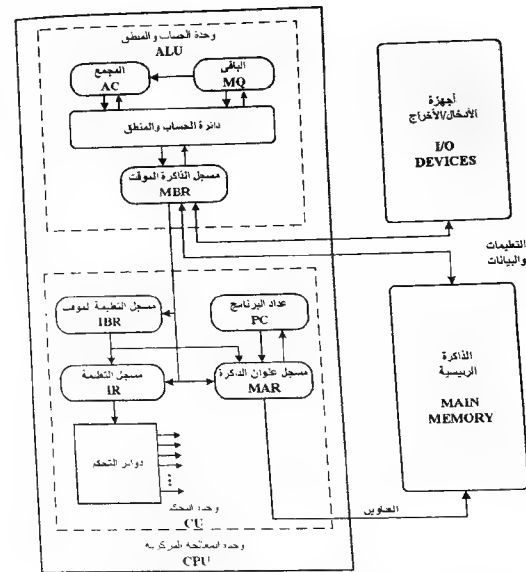 وحدة الحساب والمنطق
ALU
المجمع
AC
الباقي
MQ
دائرة الحساب والمنطق
مسجل الذاكرة الموقت
MBR
أجهزة
الأدخال/الأخراج
I/O
DEVICES
التعليمات
والبيانات
مسجل التعليمة الموقت
IBR
عداد البرنامج
PC
مسجل التعليمة
IR
مسجل عنوان الذاكرة
MAR
دوائر التحكم
وحدة التحكم
CU
الذاكرة
الرئيسية
MAIN
MEMORY
العناوين
وحدة المعالجة المركزية
CPU